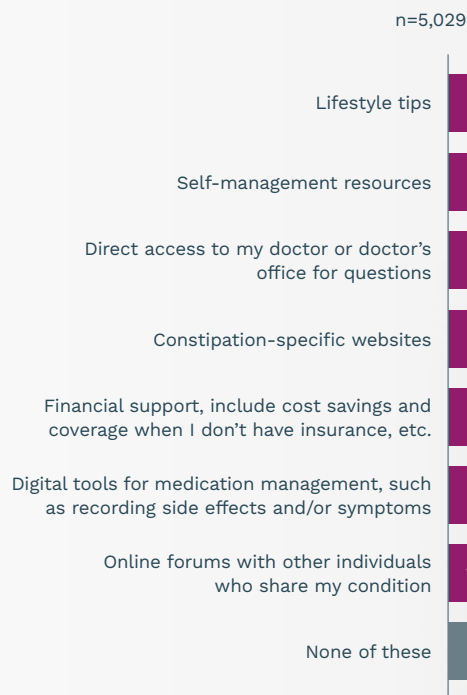 n=5,029
Lifestyle tips
Self-management resources
Direct access to my doctor or doctor’s
office for questions
Constipation-specific websites
Financial support, include cost savings and
coverage when I don’t have insurance, etc.
Digital tools for medication management, such
as recording side effects and/or symptoms
Online forums with other individuals
who share my condition
None of these